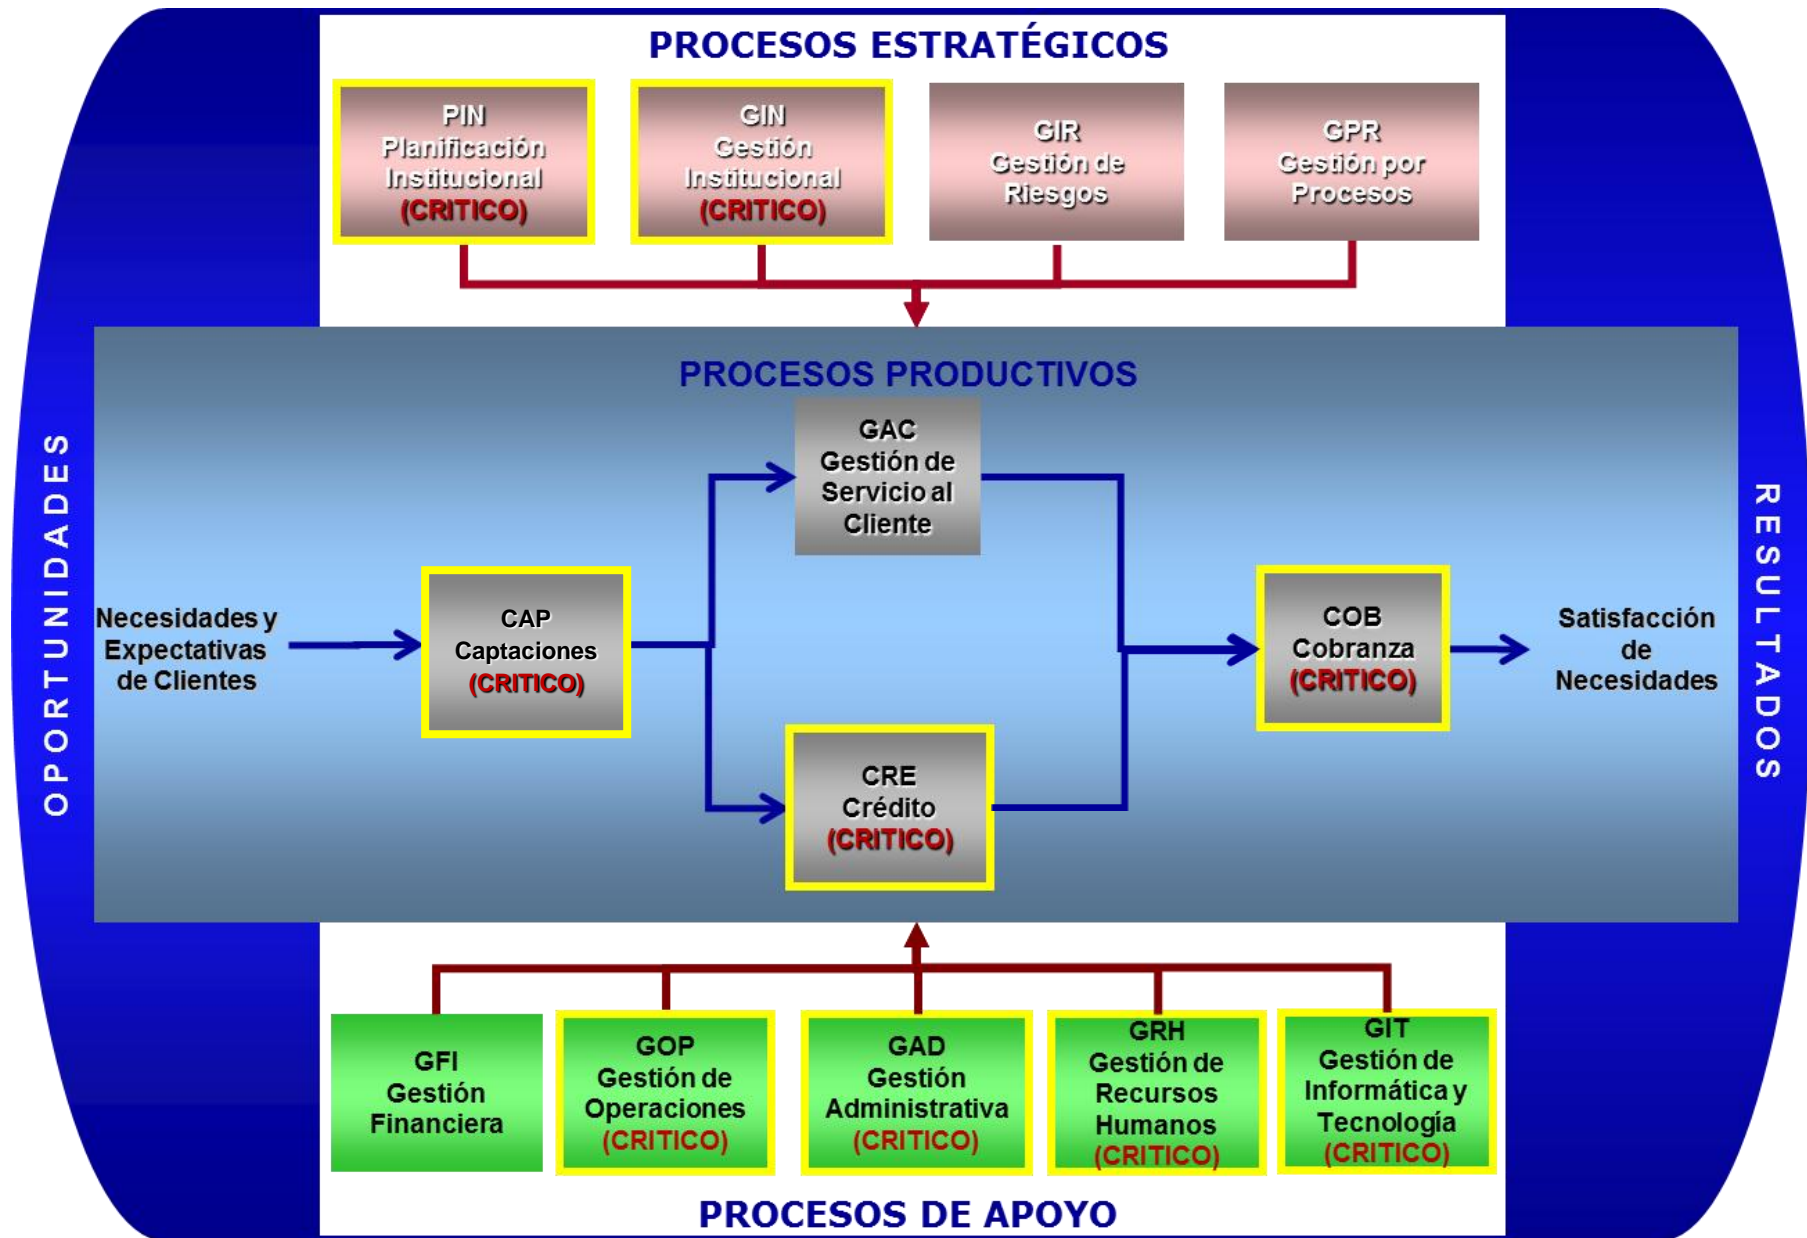 PROCESOS ESTRATÉGICOS
PIN
Planificación
Institucional
(CRITICO)
GIN
Gestión
Institucional
(CRITICO)
GIR
Gestión de
Riesgos
GPR
Gestión por
Procesos
OPORTUNIDADES
PROCESOS PRODUCTIVOS
Necesidades y
Expectativas
de Clientes
CAP
Captaciones
(CRITICO)
GAC
Gestión de
Servicio al
Cliente
CRE
Crédito
(CRITICO)
COB
Cobranza
(CRITICO)
Satisfacción
de
Necesidades
RESULTADOS
GFI
Gestión
Financiera
GOP
Gestión de
Operaciones
(CRITICO)
GAD
Gestión
Administrativa
(CRITICO)
GRH
Gestión de
Recursos
Humanos
(CRITICO)
GIT
Gestión de
Informática y
Tecnología
(CRITICO)
PROCESOS DE APOYO